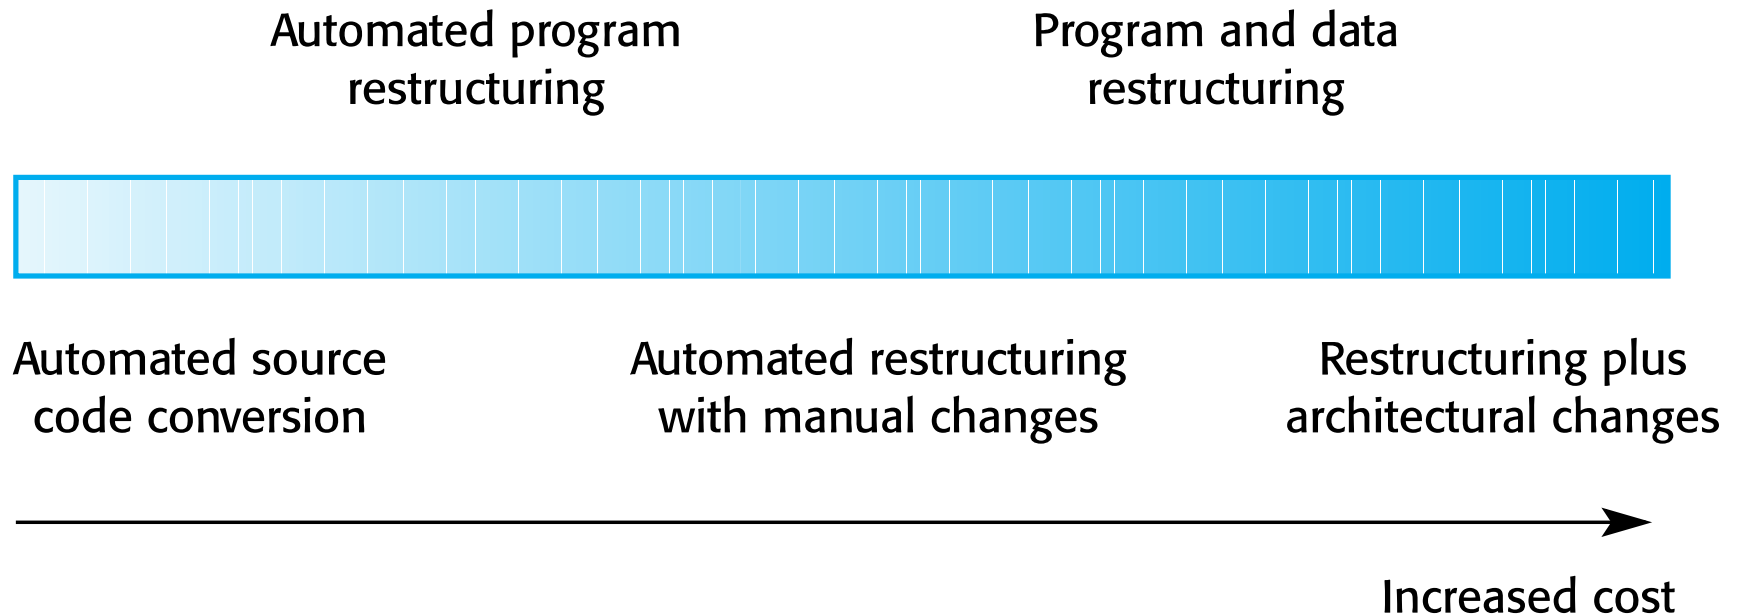 Automated program
restructuring
Program and data
restructuring
Automated source
code conversion
Automated restructuring
with manual changes
Restructuring plus
architectural changes
Increased cost